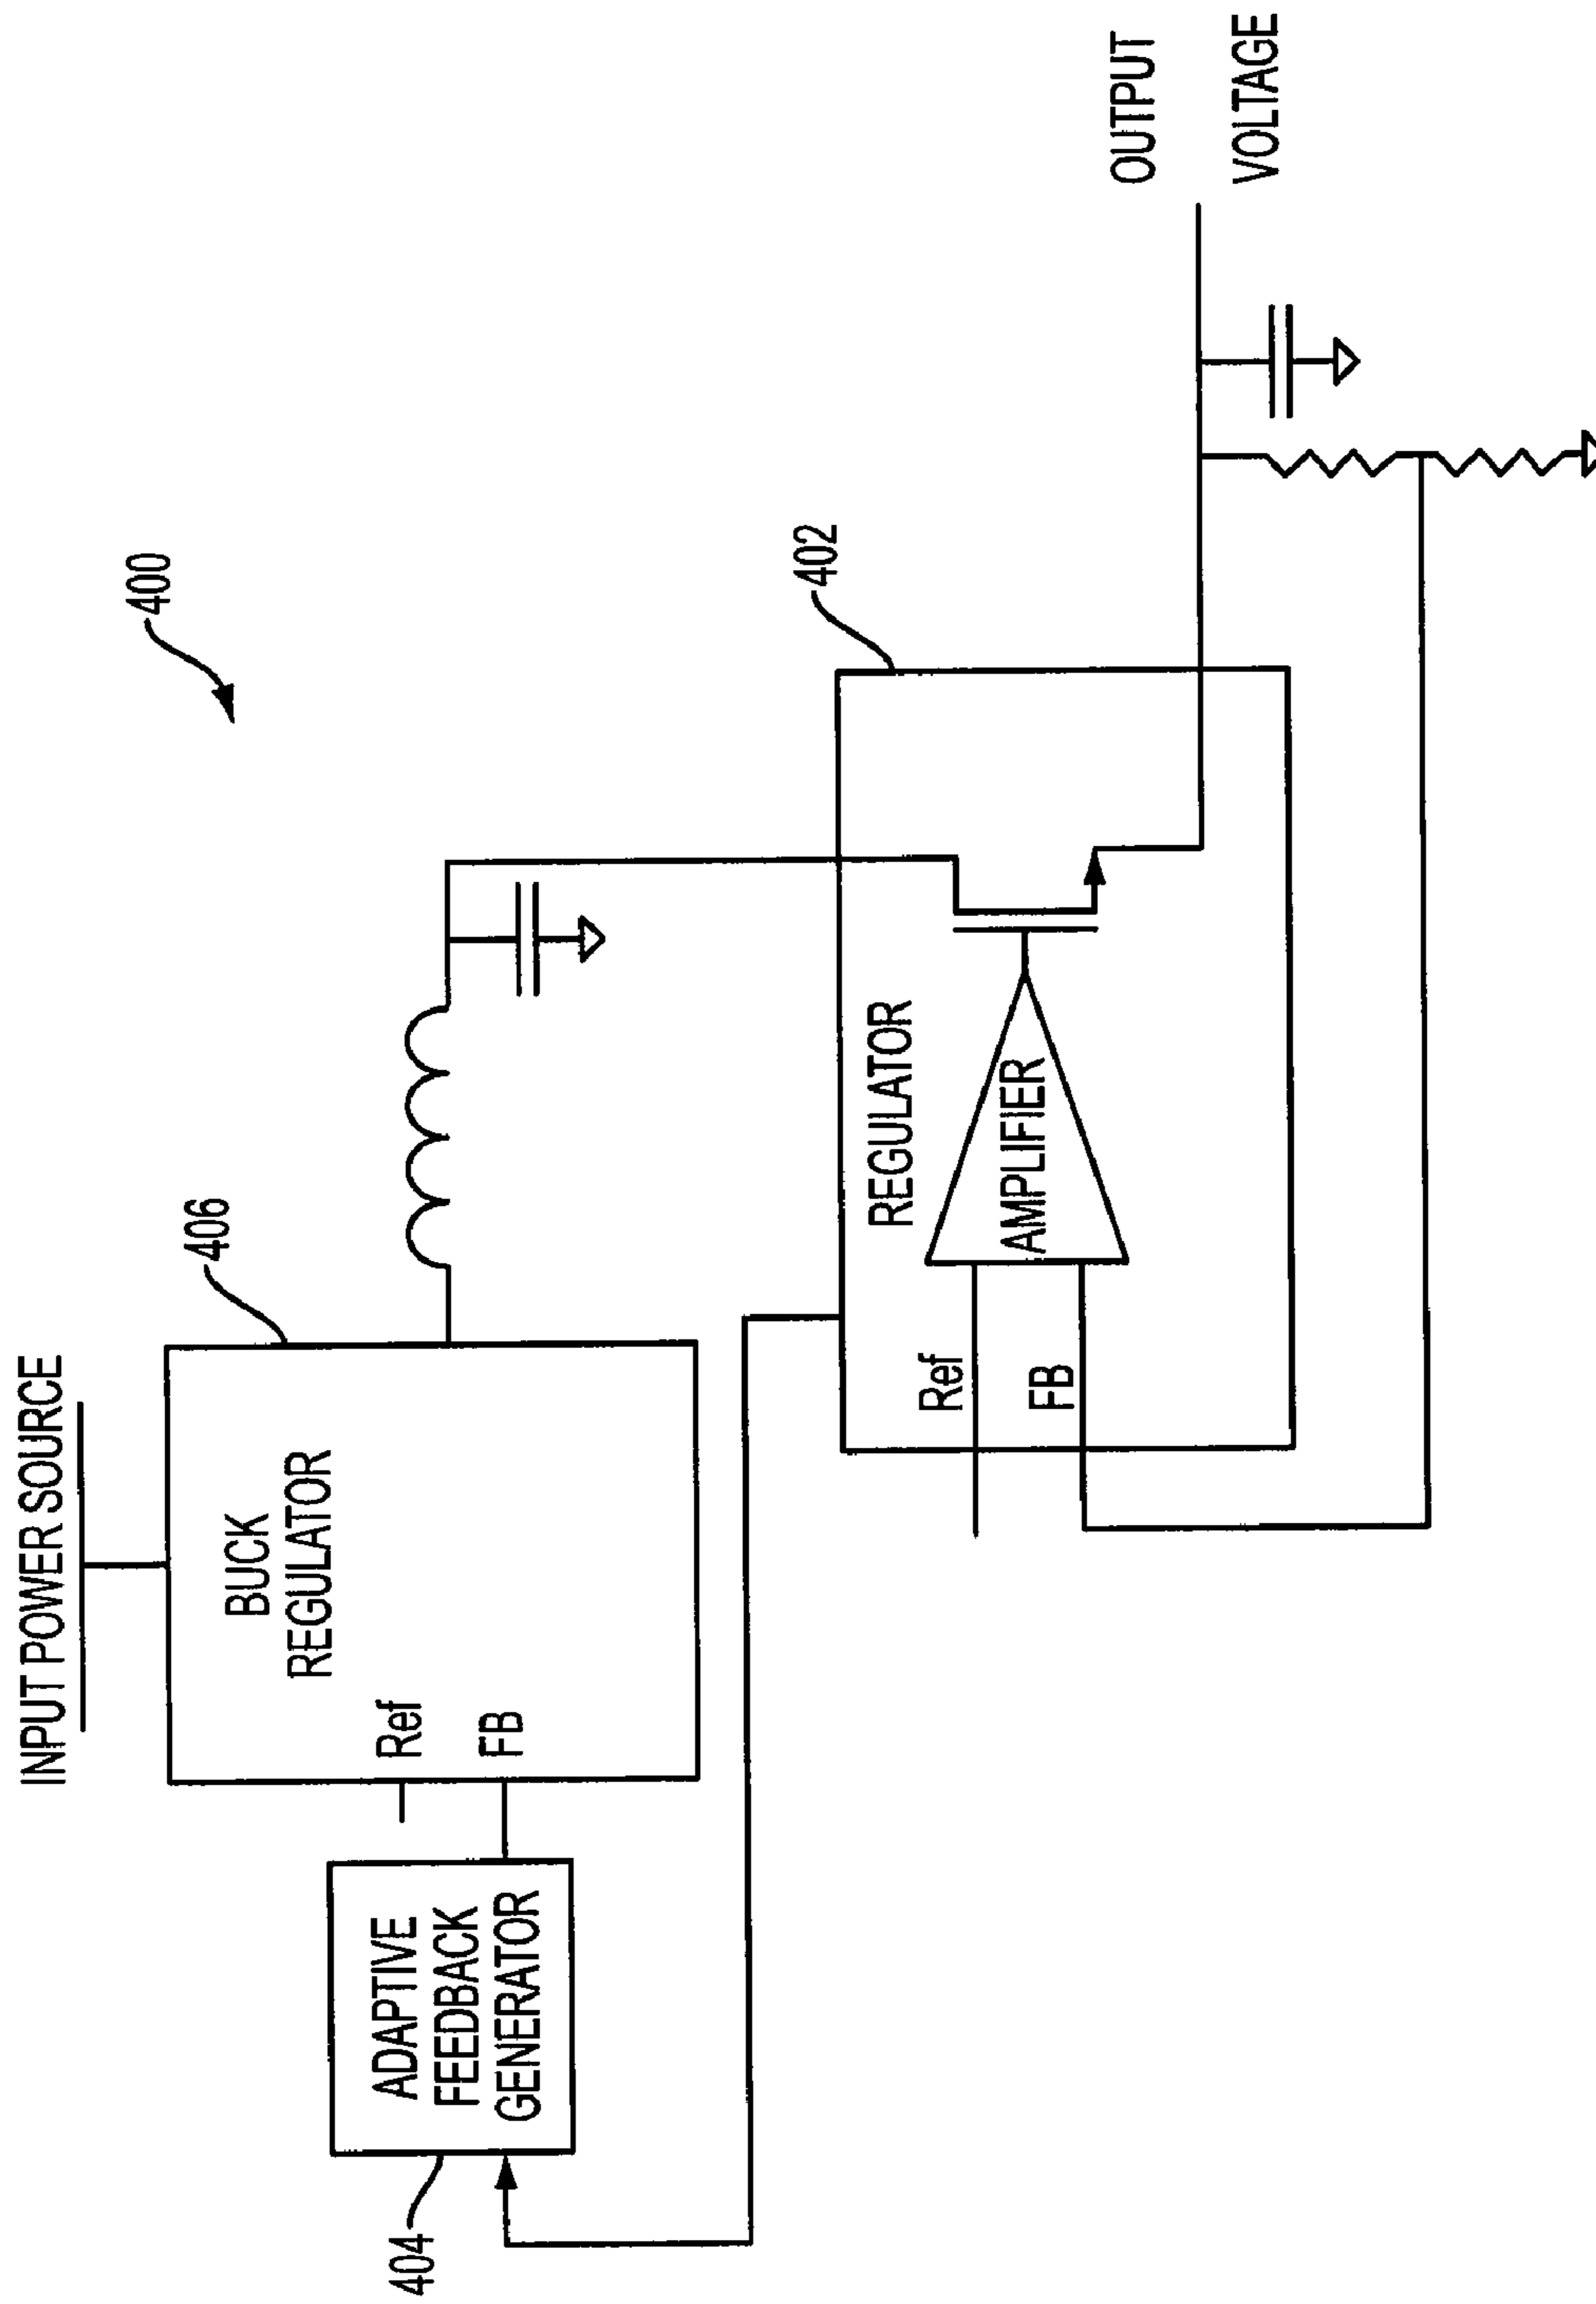 400
INPUT POWER SOURCE
406
BUCK
REGULATOR
Ref
FB
ADAPTIVE
FEEDBACK
GENERATOR
404
402
REGULATOR
AMPLIFIER
Ref
FB
OUTPUT
VOLTAGE